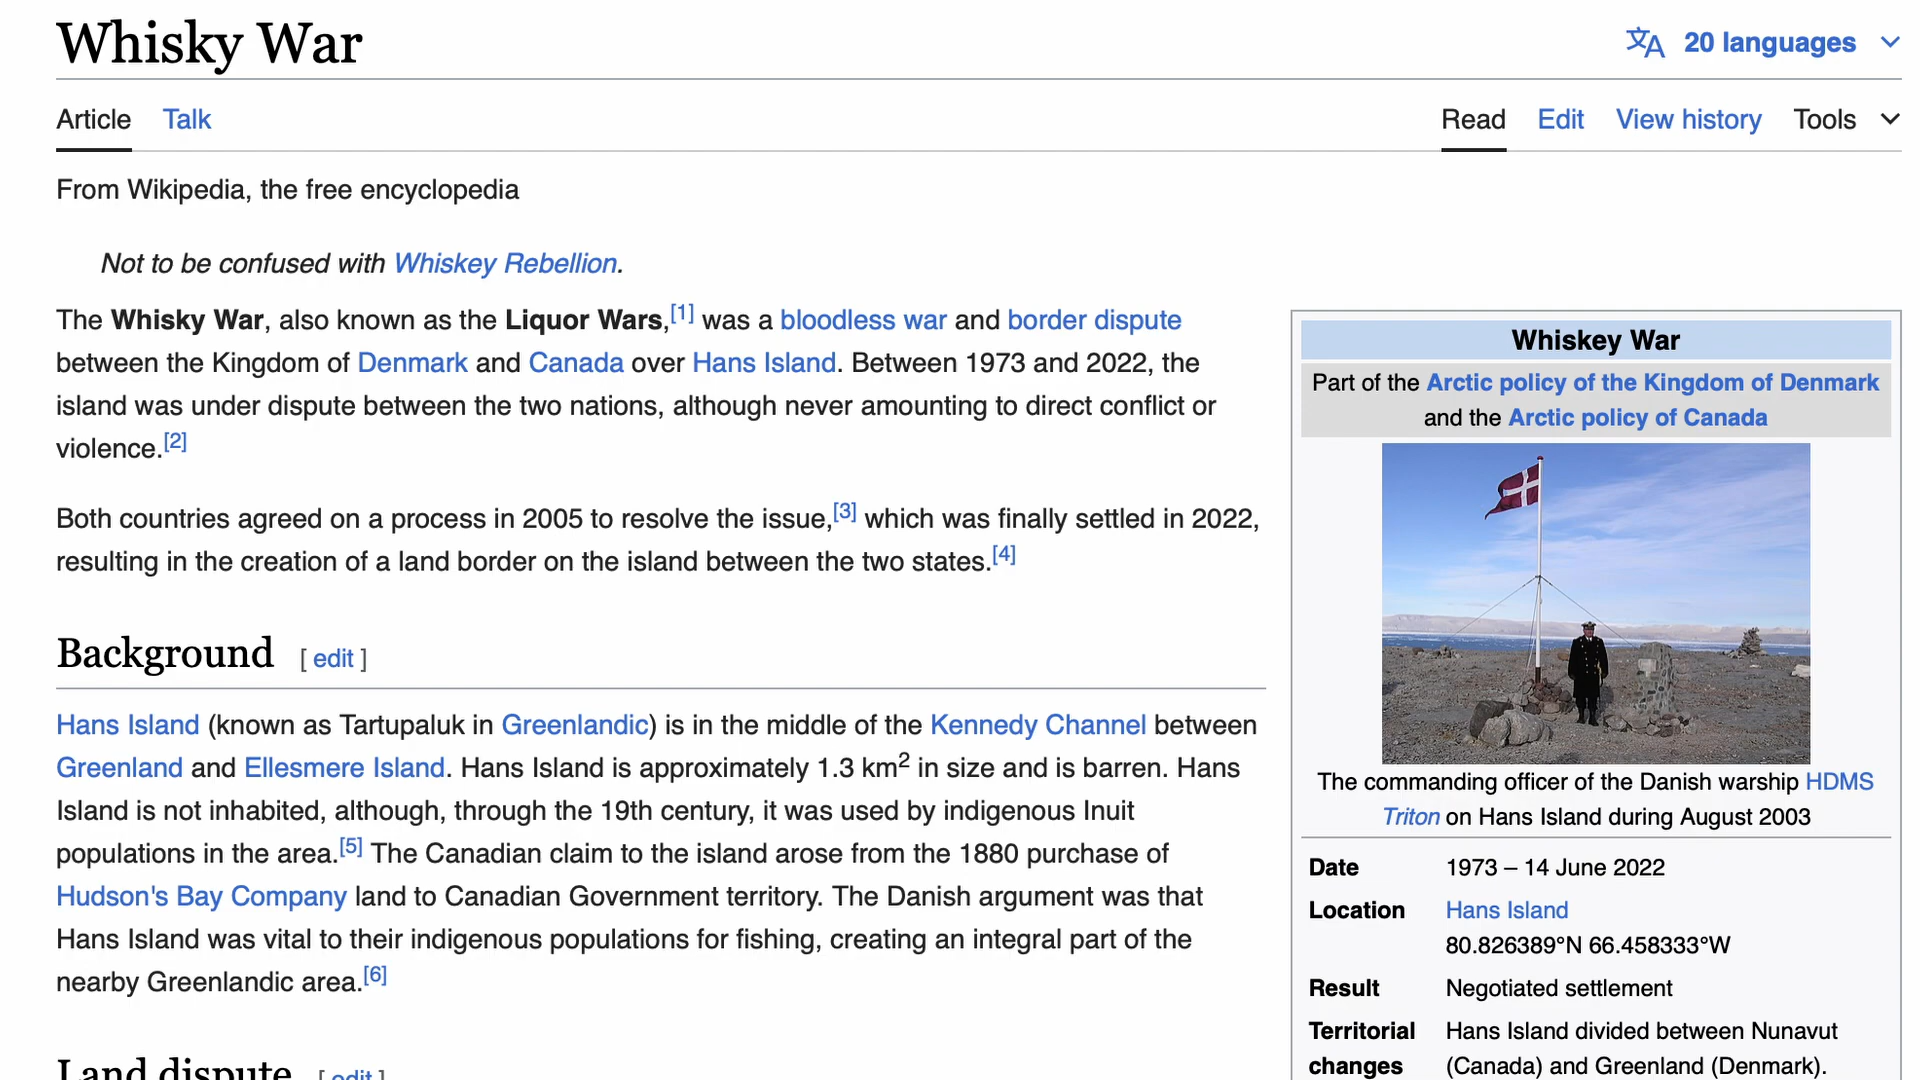 Whisky War
20 languages
Article Talk
Read Edit View history Tools
From Wikipedia, the free encyclopedia
Not to be confused with Whiskey Rebellion.
The Whisky War, also known as the Liquor Wars,[1] was a bloodless war and border dispute
between the Kingdom of Denmark and Canada over Hans Island. Between 1973 and 2022, the
island was under dispute between the two nations, although never amounting to direct conflict or
violence.[2]
Both countries agreed on a process in 2005 to resolve the issue,[3] which was finally settled in 2022,
resulting in the creation of a land border on the island between the two states.[4]
Background [ edit ]
Hans Island (known as Tartupaluk in Greenlandic) is in the middle of the Kennedy Channel between
Greenland and Ellesmere Island. Hans Island is approximately 1.3 km2 in size and is barren. Hans
Island is not inhabited, although, through the 19th century, it was used by indigenous Inuit
populations in the area.[5] The Canadian claim to the island arose from the 1880 purchase of
Hudson's Bay Company land to Canadian Government territory. The Danish argument was that
Hans Island was vital to their indigenous populations for fishing, creating an integral part of the
nearby Greenlandic area.[6]
Land dispute [ edit ]
Whiskey War
Part of the Arctic policy of the Kingdom of Denmark
and the Arctic policy of Canada
The commanding officer of the Danish warship HDMS
Triton on Hans Island during August 2003
Date 1973 – 14 June 2022
Location Hans Island
80.826389°N 66.458333°W
Result Negotiated settlement
Territorial Hans Island divided between Nunavut
changes (Canada) and Greenland (Denmark).